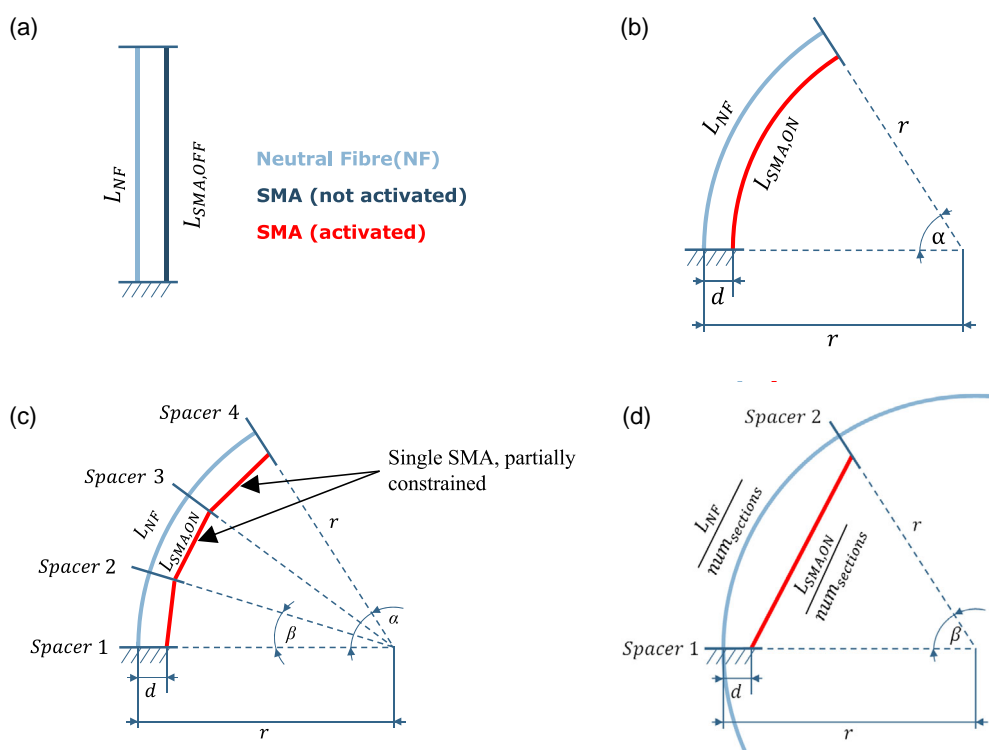 (a)
L_NF
L_SMA,OFF
Neutral Fibre(NF)
SMA (not activated)
SMA (activated)
(b)
L_NF
L_SMA,ON
r
α
d
r
(c)
Spacer 4
Spacer 3
Single SMA, partially
constrained
L_NF
L_SMA,ON
r
Spacer 2
β
α
Spacer 1
d
r
(d)
Spacer 2
L_NF
num_sections
L_SMA,ON
num_sections
r
β
Spacer 1
d
r